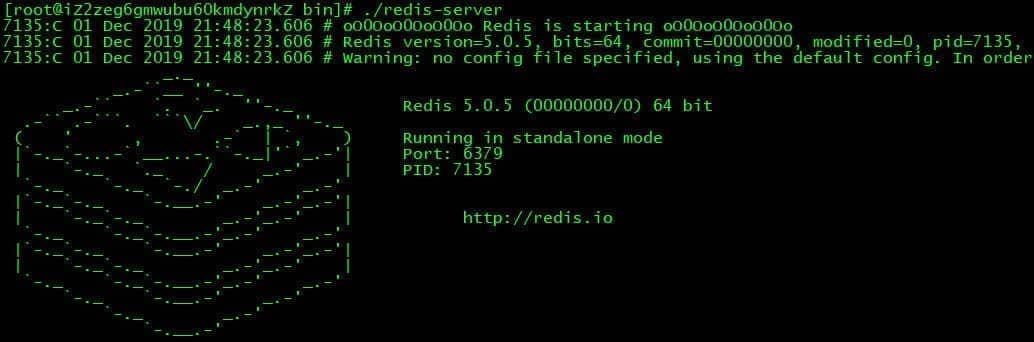 [root@iZ2zeg6gmwubu60kmdynrkZ bin]# ./redis-server
7135:C 01 Dec 2019 21:48:23.606 # oO0OoO0OoO0Oo Redis is starting oO0OoO0OoO0Oo
7135:C 01 Dec 2019 21:48:23.606 # Redis version=5.0.5, bits=64, commit=00000000, modified=0, pid=7135,
7135:C 01 Dec 2019 21:48:23.606 # Warning: no config file specified, using the default config. In order
Redis 5.0.5 (00000000/0) 64 bit
Running in standalone mode
Port: 6379
PID: 7135
http://redis.io